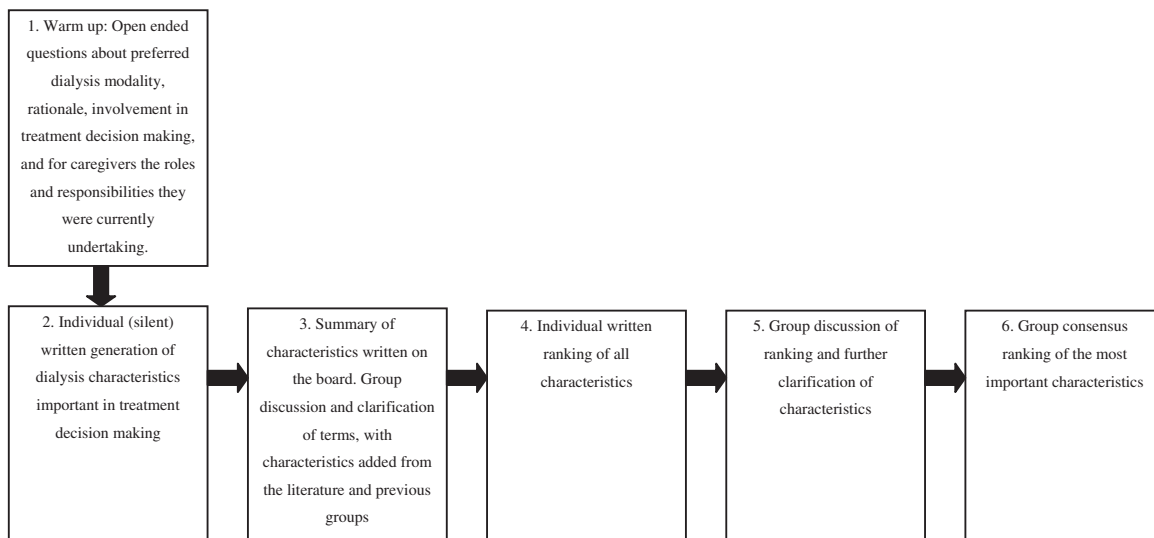 1. Warm up: Open ended
questions about preferred
dialysis modality,
rationale, involvement in
treatment decision making,
and for caregivers the roles
and responsibilities they
were currently
undertaking.
2. Individual (silent)
written generation of
dialysis characteristics
important in treatment
decision making
3. Summary of
characteristics written on
the board. Group
discussion and clarification
of terms, with
characteristics added from
the literature and previous
groups
4. Individual written
ranking of all
characteristics
5. Group discussion of
ranking and further
clarification of
characteristics
6. Group consensus
ranking of the most
important characteristics